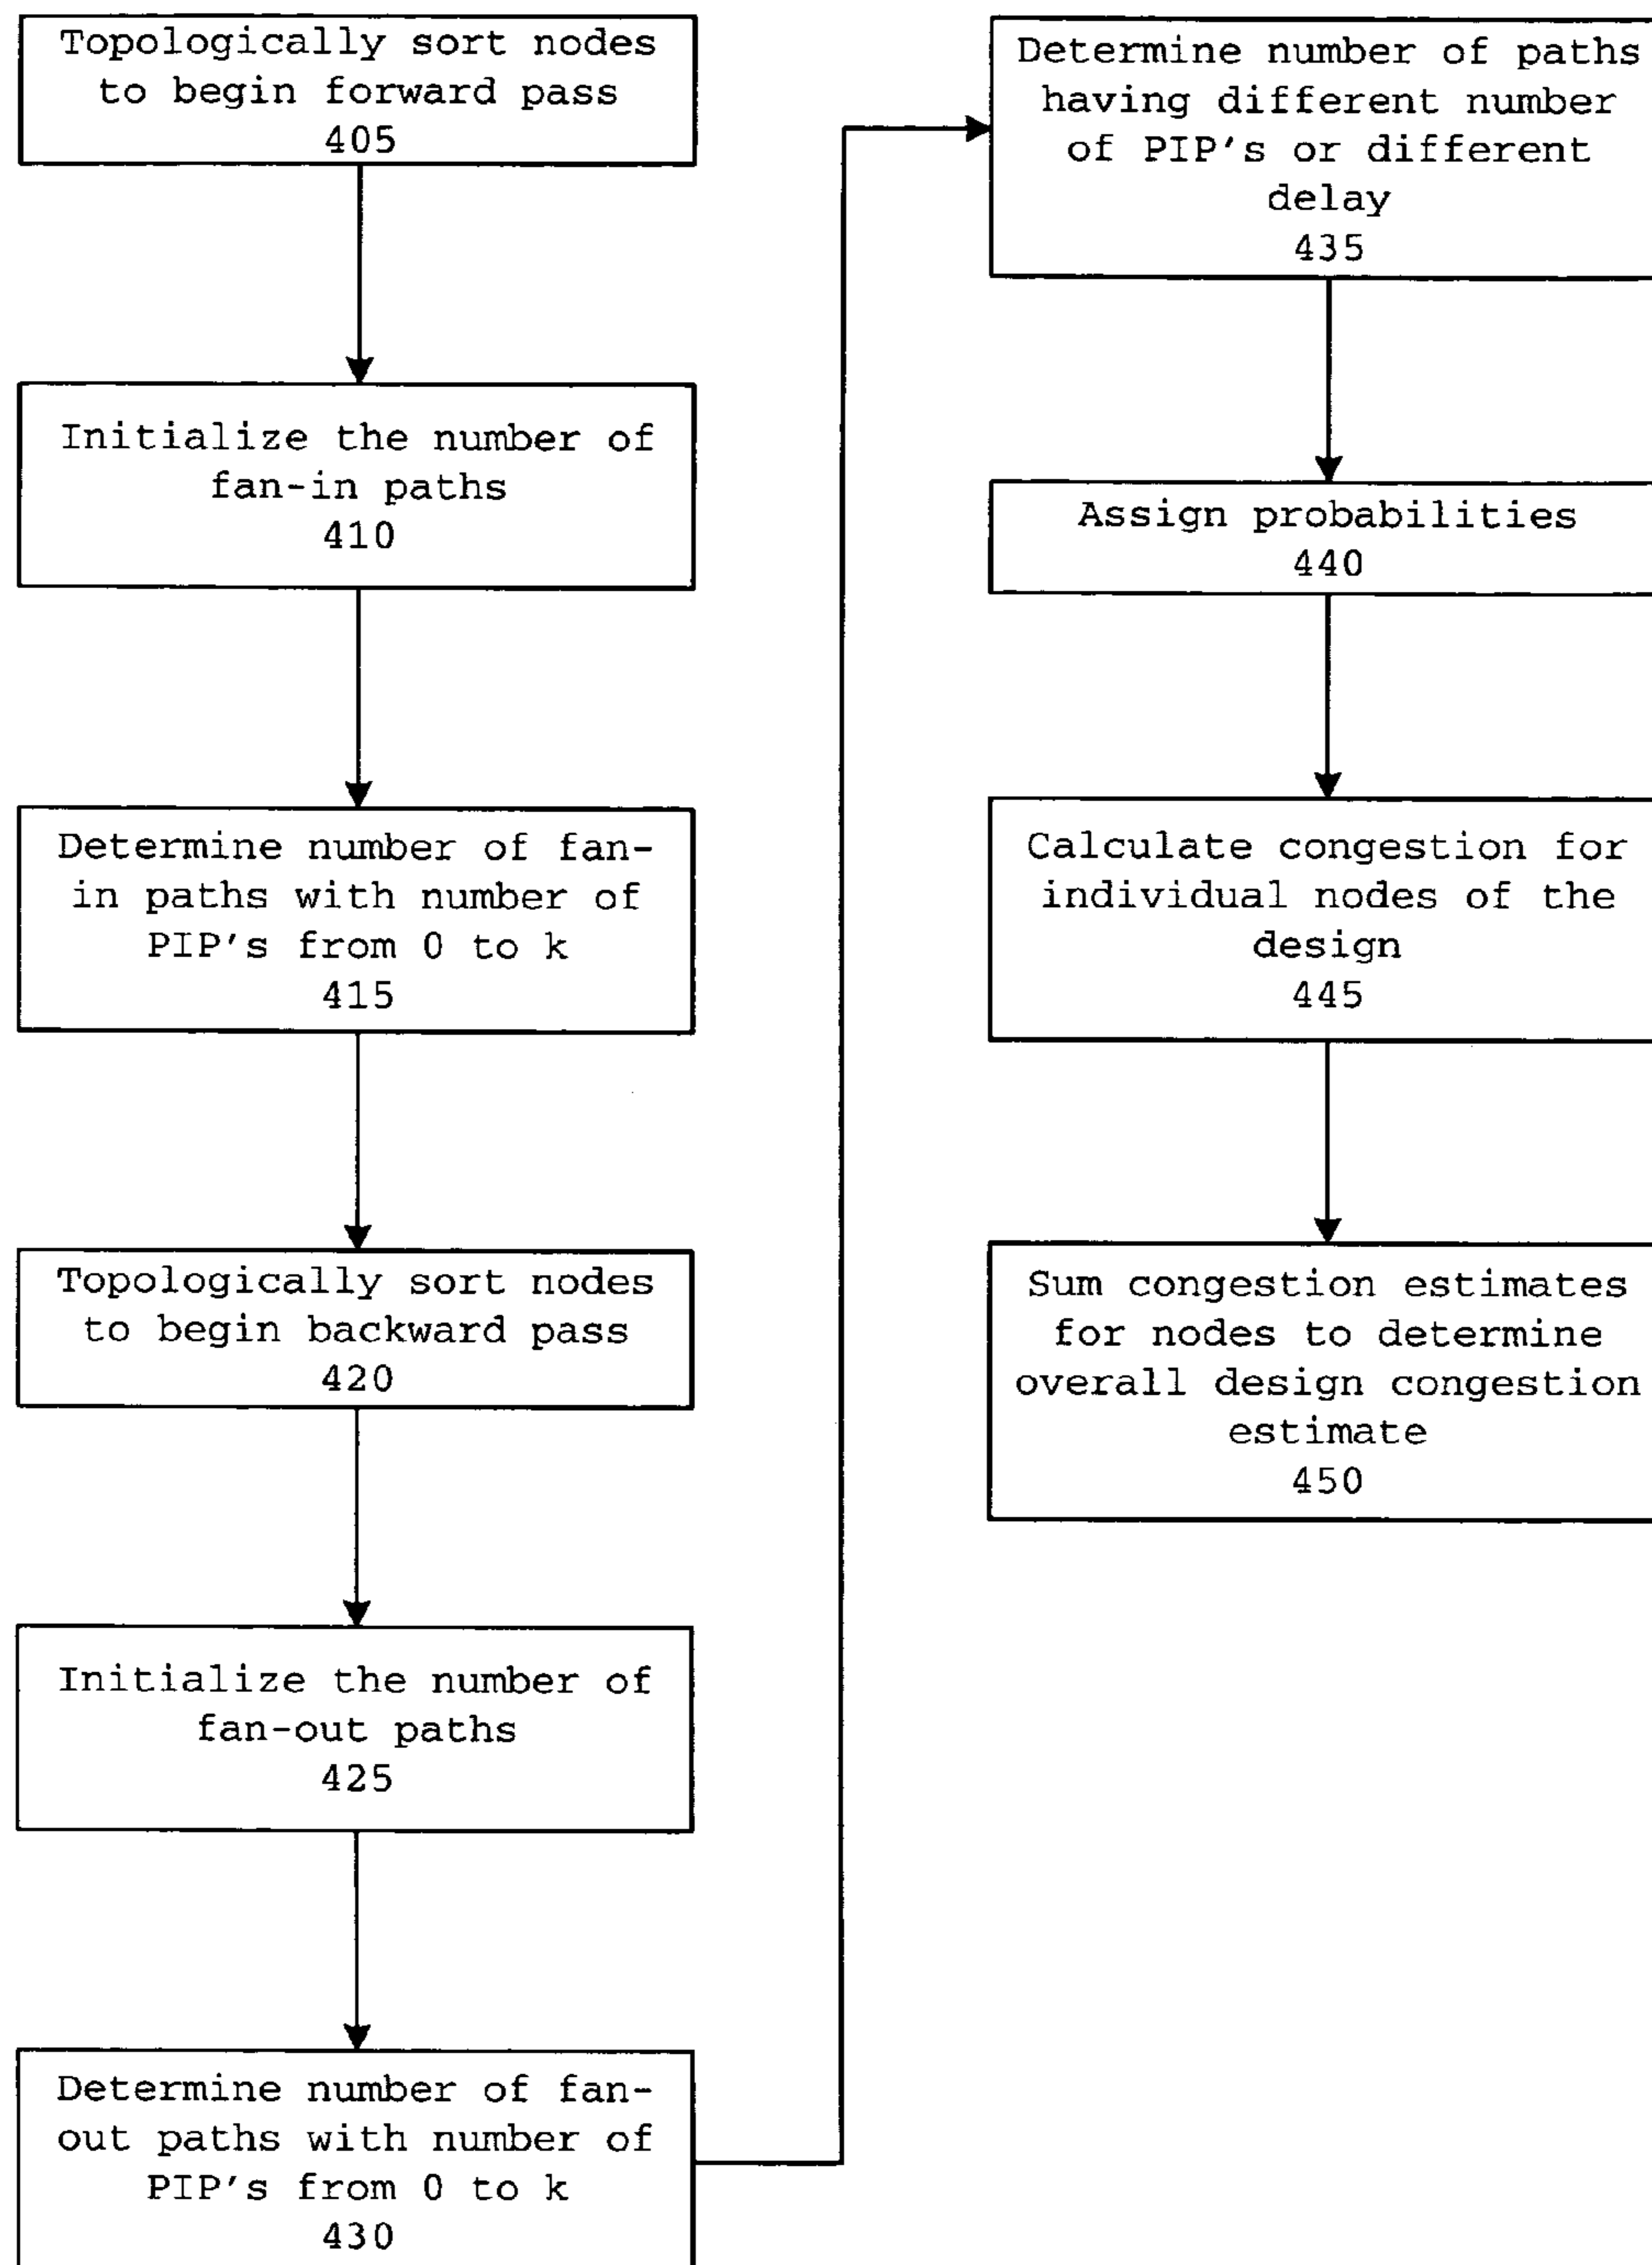 Topologically sort nodes
to begin forward pass
405
Initialize the number of
fan-in paths
410
Determine number of fan-
in paths with number of
PIP's from 0 to k
415
Topologically sort nodes
to begin backward pass
420
Initialize the number of
fan-out paths
425
Determine number of fan-
out paths with number of
PIP's from 0 to k
430
Determine number of paths
having different number
of PIP's or different
delay
435
Assign probabilities
440
Calculate congestion for
individual nodes of the
design
445
Sum congestion estimates
for nodes to determine
overall design congestion
estimate
450